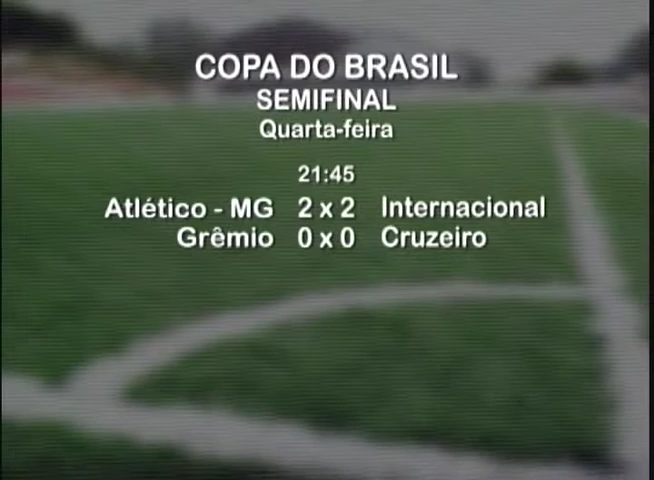 COPA DO BRASIL
SEMIFINAL
Quarta-feira
21:45
Atlético - MG 2 x 2 Internacional
Grêmio 0 x 0 Cruzeiro